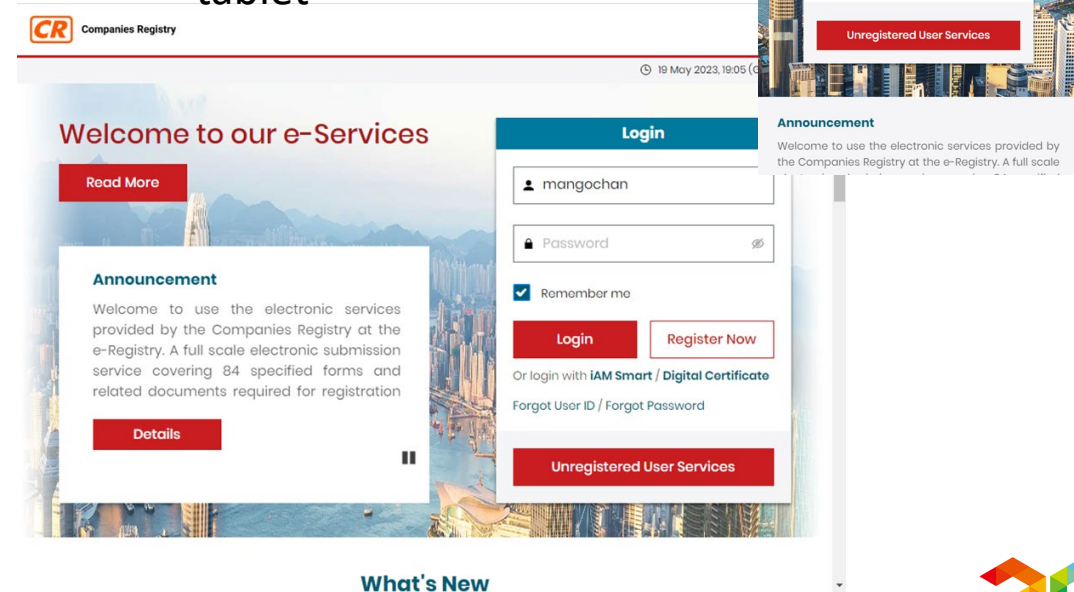 tablet
CR Companies Registry
19 May 2023, 19:05
Welcome to our e-Services
Read More
Announcement
Welcome to use the electronic services
provided by the Companies Registry at the
e-Registry. A full scale electronic submission
service covering 84 specified forms and
related documents required for registration
Details
Login
mangochan
Password
Remember me
Login
Register Now
Or login with iAM Smart / Digital Certificate
Forgot User ID / Forgot Password
Unregistered User Services
What's New
Unregistered User Services
Announcement
Welcome to use the electronic services provided by
the Companies Registry at the e-Registry. A full scale